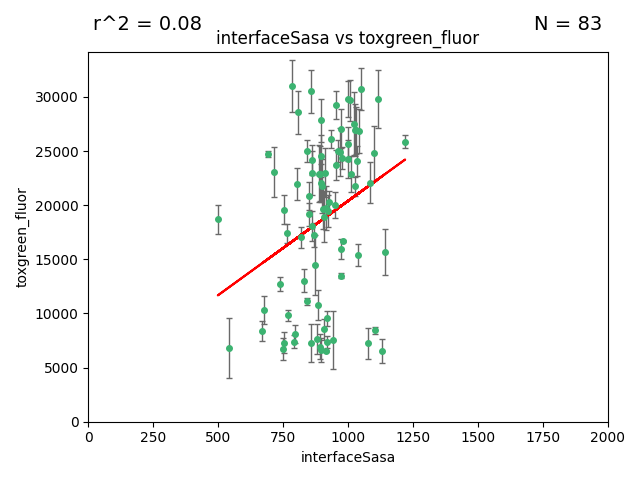 r^2 = 0.08
N = 83
interfaceSasa vs toxgreen_fluor
30000
25000
20000
15000
10000
5000
0
toxgreen_fluor
0 250 500 750 1000 1250 1500 1750 2000
interfaceSasa